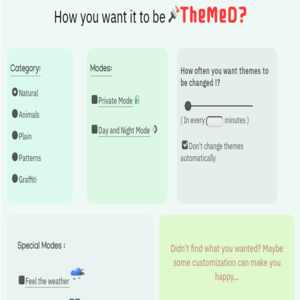 How you want it to be TheMeD?
Category:
Natural
Animals
Plain
Patterns
Graffiti
Modes:
Private Mode
Day and Night Mode
How often you want themes to
be changed !?
( In every minutes )
Don't change themes
automatically
Special Modes :
Feel the weather
Didn't find what you wanted? Maybe
some customization can make you
happy...